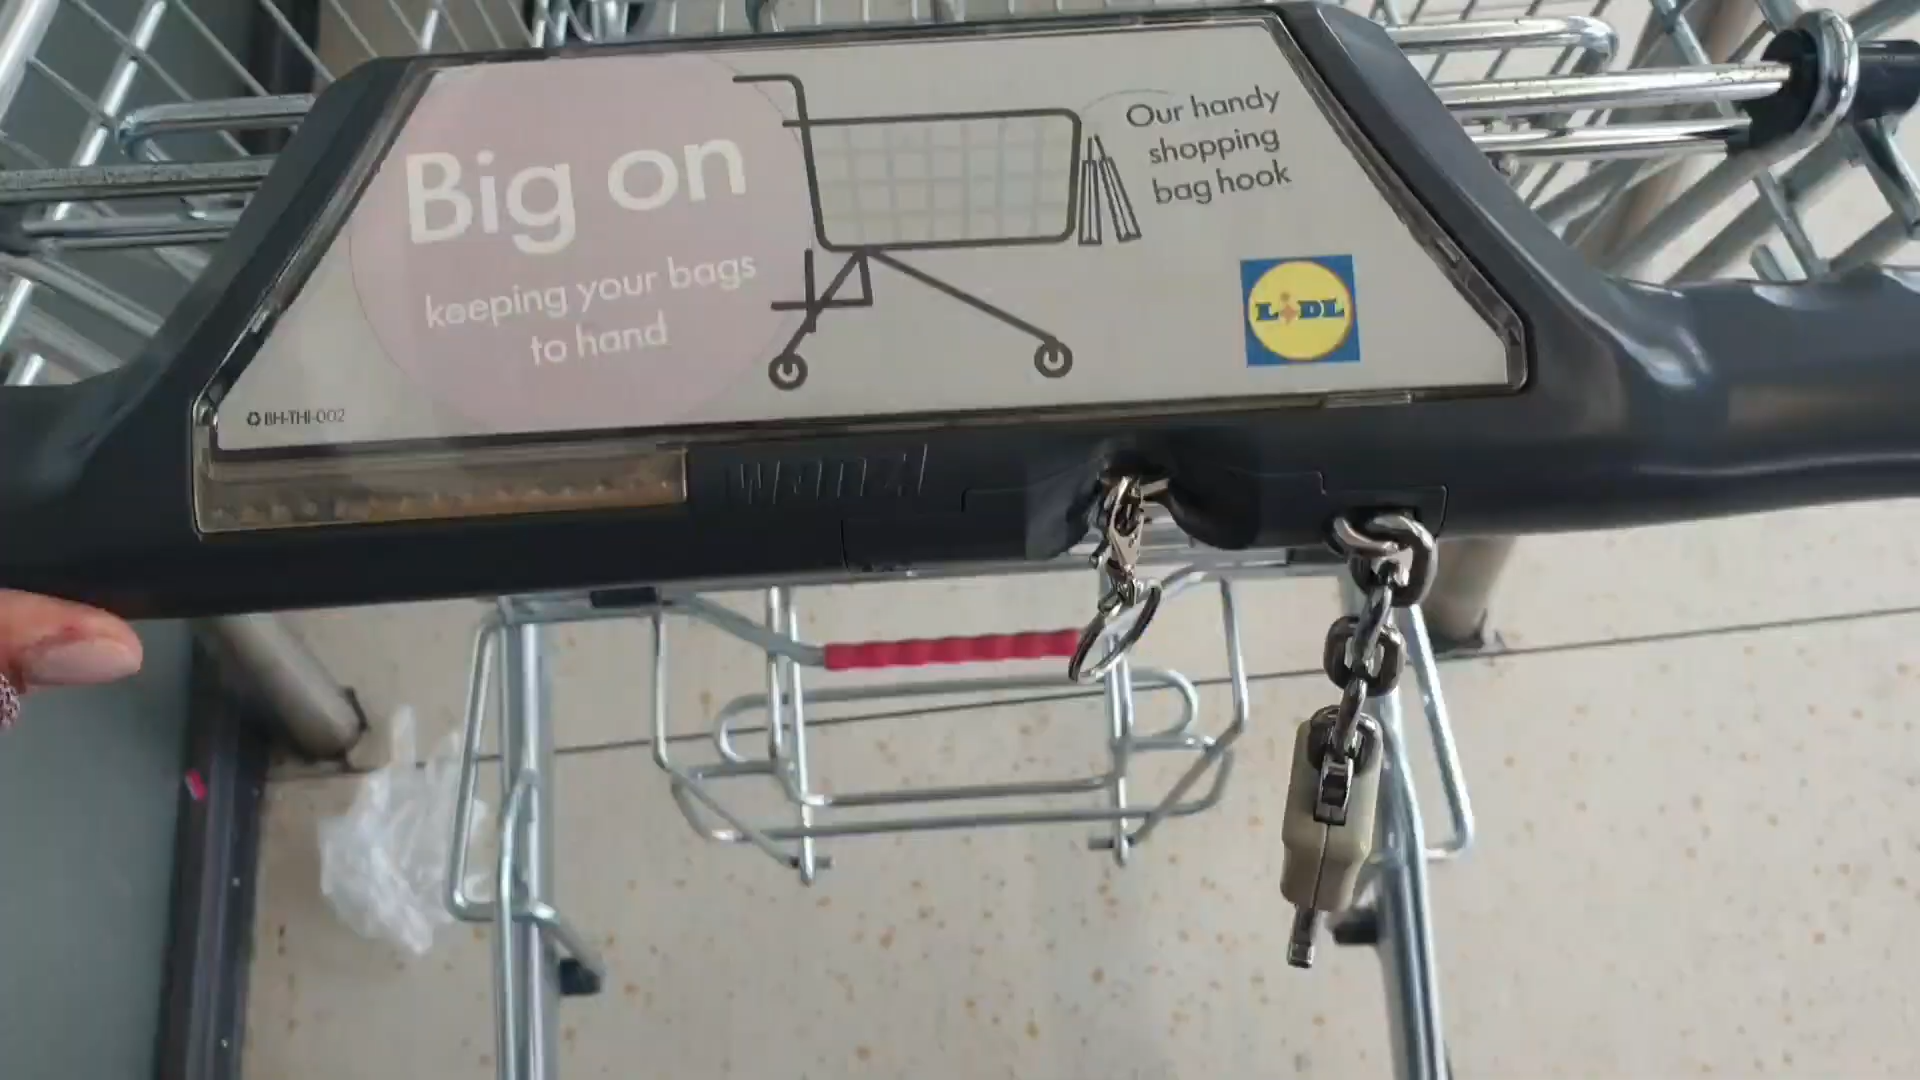 Big on
keeping your bags
to hand
Our handy
shopping
bag hook
LIDL
BH-THI-002
Wanzl